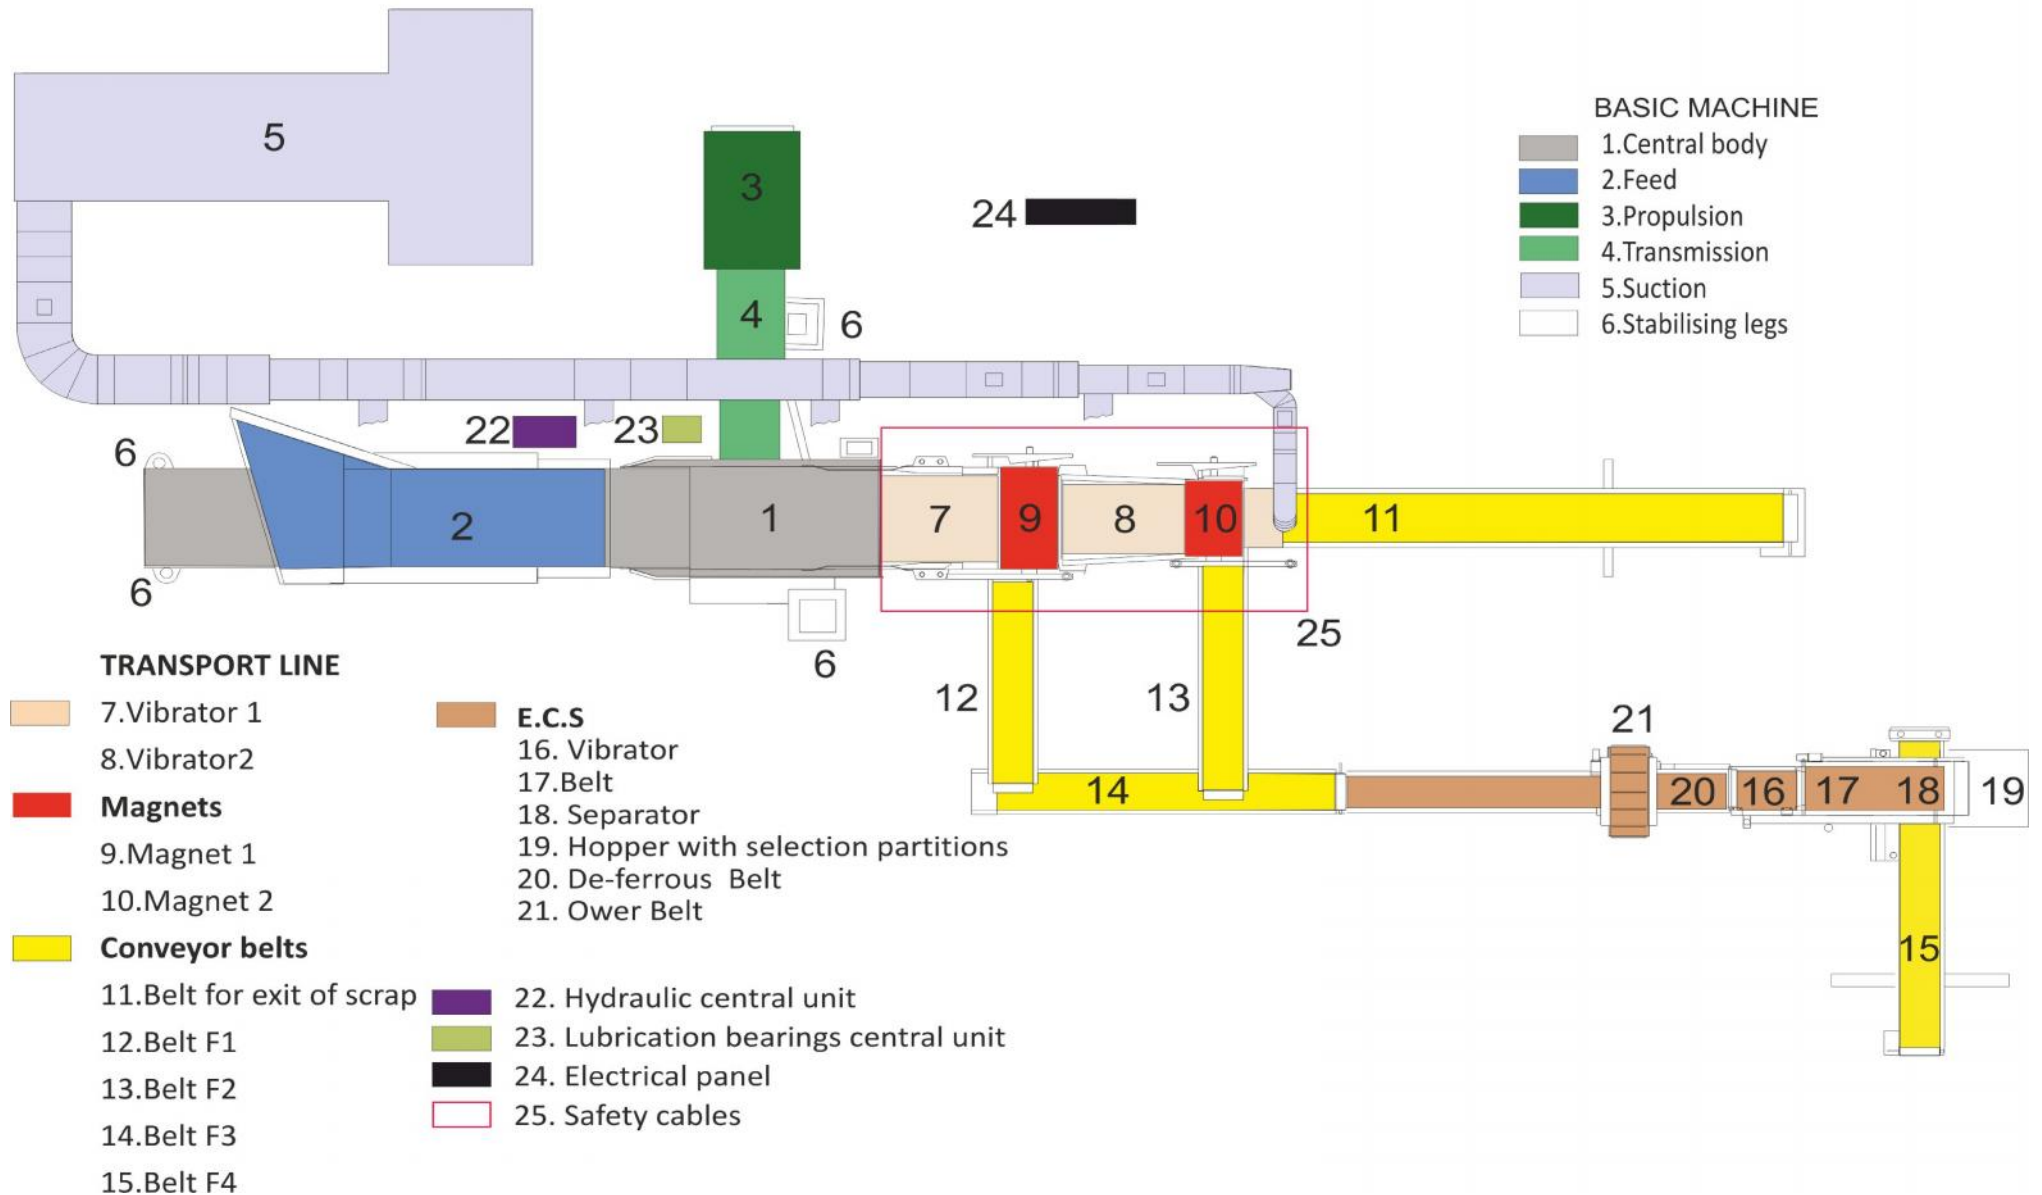 5
3
24
BASIC MACHINE
1.Central body
2.Feed
3.Propulsion
4.Transmission
5.Suction
6.Stabilising legs
4
6
22
23
6
2
1
7
9
8
10
11
6
25
6
12
13
14
21
20
16
17
18
19
15
TRANSPORT LINE
7.Vibrator 1
8.Vibrator2
Magnets
9.Magnet 1
10.Magnet 2
Conveyor belts
11.Belt for exit of scrap
12.Belt F1
13.Belt F2
14.Belt F3
15.Belt F4
E.C.S
16. Vibrator
17.Belt
18. Separator
19. Hopper with selection partitions
20. De-ferrous Belt
21. Ower Belt
22. Hydraulic central unit
23. Lubrication bearings central unit
24. Electrical panel
25. Safety cables